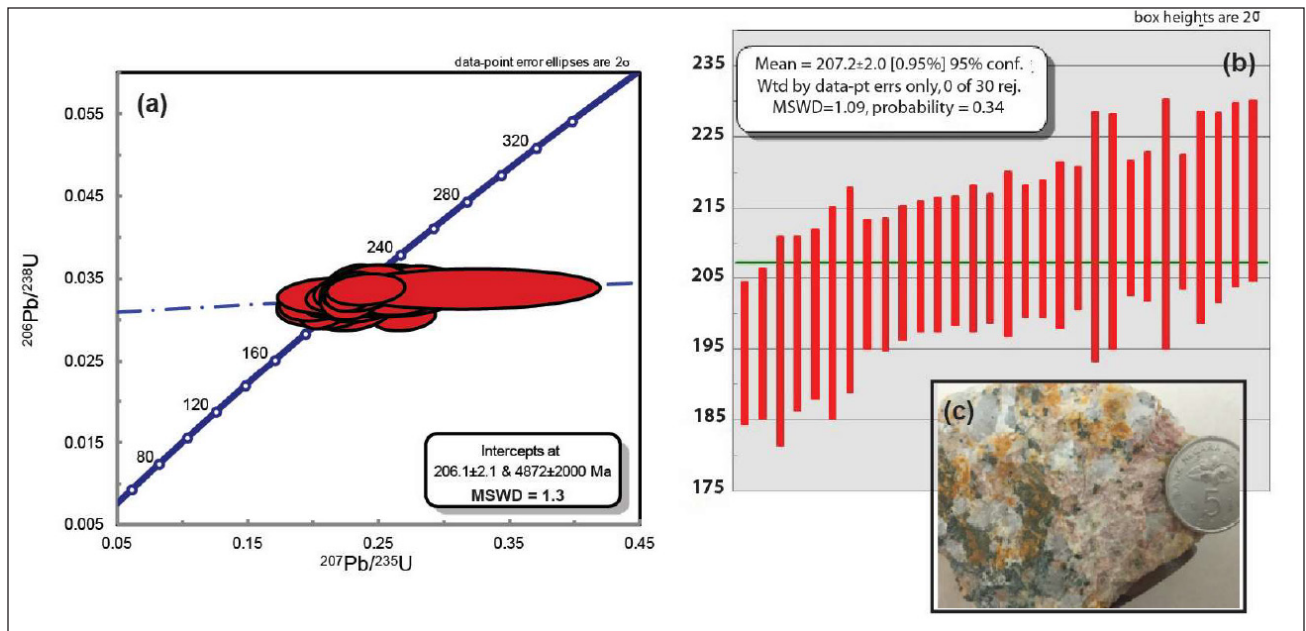 data-point error ellipses are 2σ
(a)
0.055
0.045
0.035
0.025
0.015
0.005
206Pb/238U
320
280
240
160
120
80
Intercepts at
206.1±2.1 & 4872±2000 Ma
MSWD = 1.3
0.05
0.15
0.25
0.35
0.45
207Pb/235U
box heights are 2σ
(b)
Mean = 207.2±2.0 [0.95%] 95% conf.
Wtd by data-pt errs only, 0 of 30 rej.
MSWD=1.09, probability = 0.34
235
225
215
205
195
185
175
(c)
5